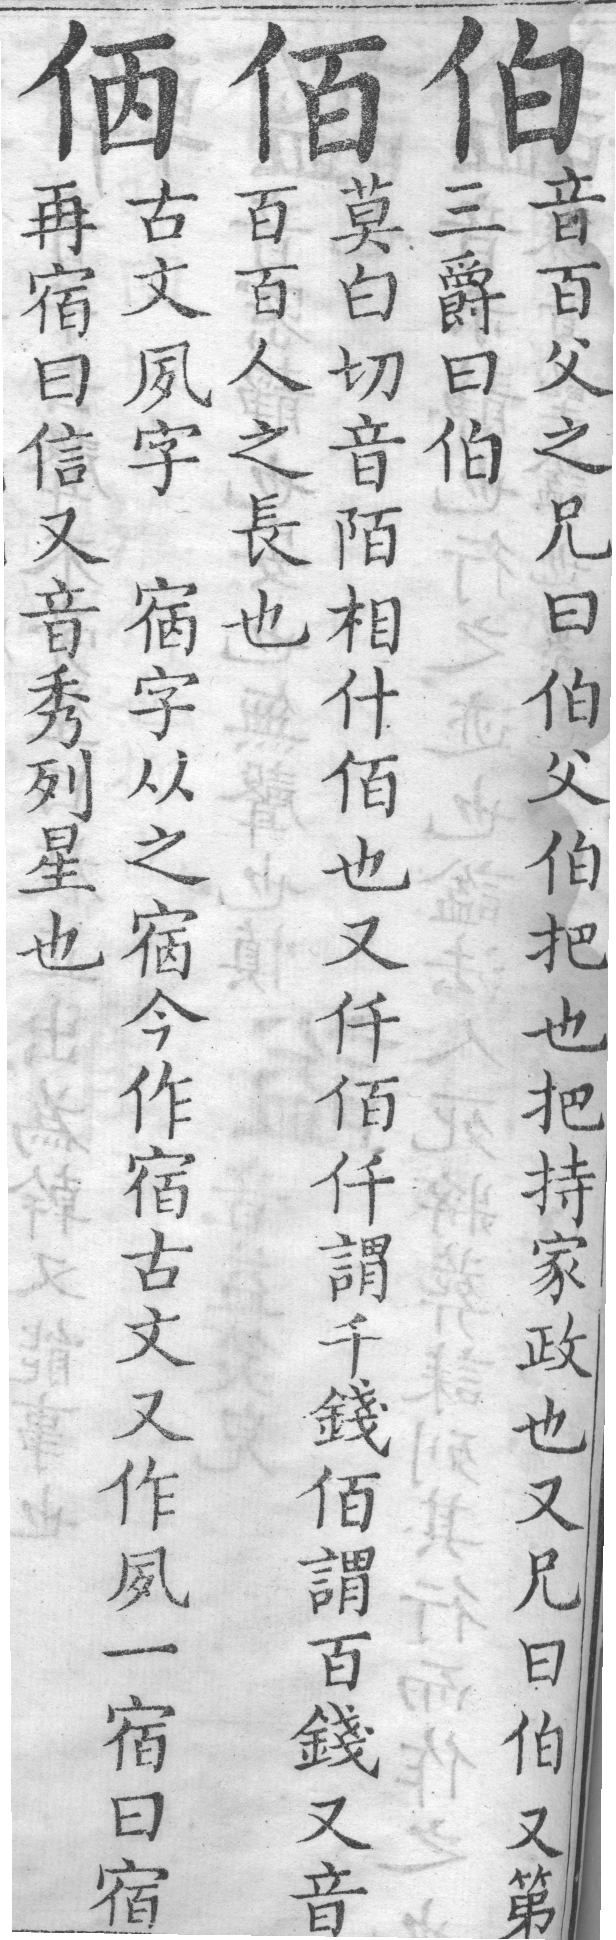 伯
音百父之兄曰伯父伯把也把持家政也又兄曰伯又第
三爵曰伯
佰
莫白切音陌相什佰也又仟佰仟謂千錢佰謂百錢又音
百百人之長也
㑉
古文夙字　㝛字从之㝛今作宿古文又作夙一宿曰宿
再宿曰信又音秀列星也